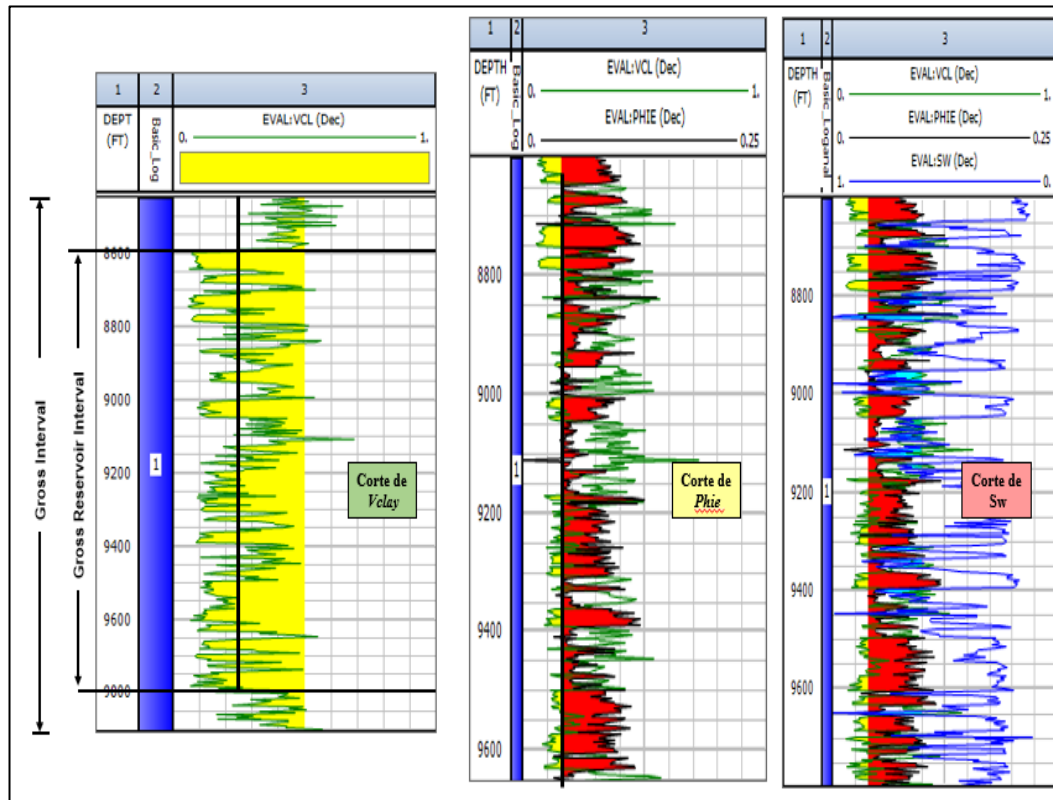 Gross Interval
Gross Reservoir Interval
1 2 3
DEPT
(FT)
Basic_Log
EVAL:VCL (Dec)
0. 1.
8600
8800
9000
9200
9400
9600
9800
1
Corte de
Vclay
1 2 3
DEPTH
(FT)
Basic_Log
EVAL:VCL (Dec)
0. 1.
EVAL:PHIE (Dec)
0. 0.25
8800
9000
9200
9400
9600
1
Corte de
Phie
1 2 3
DEPTH
(FT)
Basic_Loganal
EVAL:VCL (Dec)
0. 1.
EVAL:PHIE (Dec)
0. 0.25
EVAL:SW (Dec)
1. 0.
8800
9000
9200
9400
9600
1
Corte de
Sw